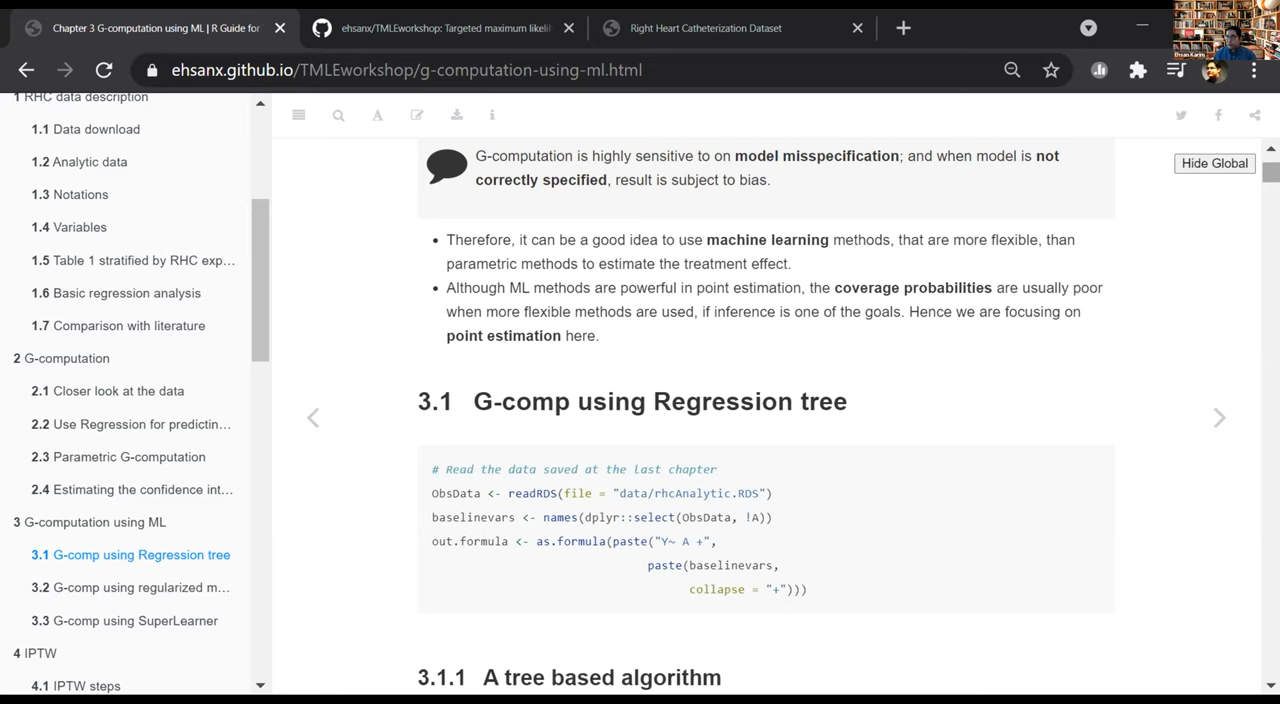 Chapter 3 G-computation using ML | R Guide for
ehsanx/TMLEworkshop: Targeted maximum likeli
Right Heart Catheterization Dataset
Ehsan Karim
ehsanx.github.io/TMLEworkshop/g-computation-using-ml.html
1 RHC data description
1.1 Data download
1.2 Analytic data
1.3 Notations
1.4 Variables
1.5 Table 1 stratified by RHC exp…
1.6 Basic regression analysis
1.7 Comparison with literature
2 G-computation
2.1 Closer look at the data
2.2 Use Regression for predictin…
2.3 Parametric G-computation
2.4 Estimating the confidence int…
3 G-computation using ML
3.1 G-comp using Regression tree
3.2 G-comp using regularized m…
3.3 G-comp using SuperLearner
4 IPTW
4.1 IPTW steps
Hide Global
G-computation is highly sensitive to on model misspecification; and when model is not
correctly specified, result is subject to bias.
• Therefore, it can be a good idea to use machine learning methods, that are more flexible, than
parametric methods to estimate the treatment effect.
• Although ML methods are powerful in point estimation, the coverage probabilities are usually poor
when more flexible methods are used, if inference is one of the goals. Hence we are focusing on
point estimation here.
3.1 G-comp using Regression tree
# Read the data saved at the last chapter
ObsData <- readRDS(file = "data/rhcAnalytic.RDS")
baselinevars <- names(dplyr::select(ObsData, !A))
out.formula <- as.formula(paste("Y~ A +",
paste(baselinevars,
collapse = "+")))
3.1.1 A tree based algorithm